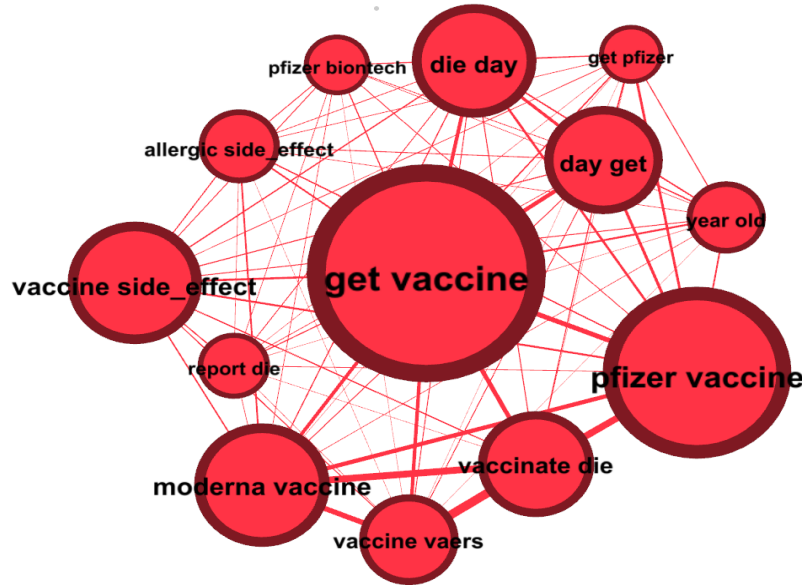 pfizer biontech
die day
get pfizer
allergic side_effect
day get
year old
vaccine side_effect
get vaccine
report die
pfizer vaccine
moderna vaccine
vaccinate die
vaccine vaers